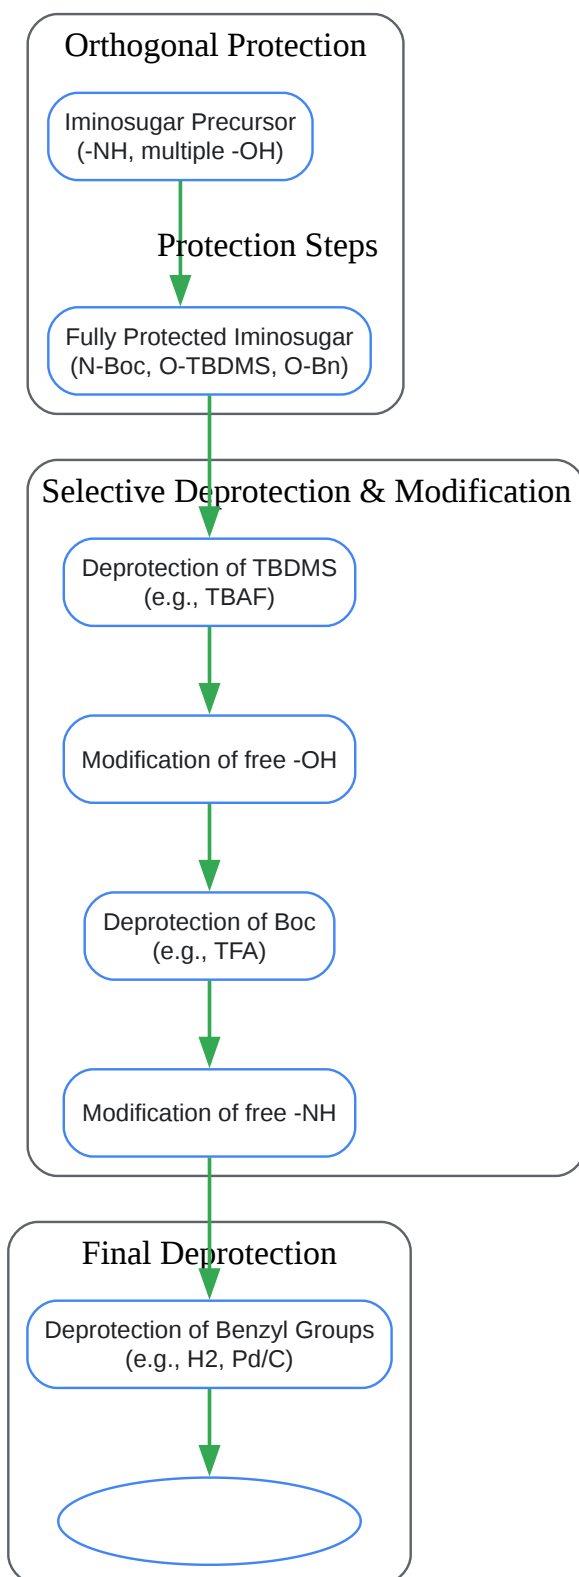 Orthogonal Protection
Iminosugar Precursor
(-NH, multiple -OH)
Protection Steps
Fully Protected Iminosugar
(N-Boc, O-TBDMS, O-Bn)
Selective Deprotection & Modification
Deprotection of TBDMS
(e.g., TBAF)
Modification of free -OH
Deprotection of Boc
(e.g., TFA)
Modification of free -NH
Final Deprotection
Deprotection of Benzyl Groups
(e.g., H2, Pd/C)